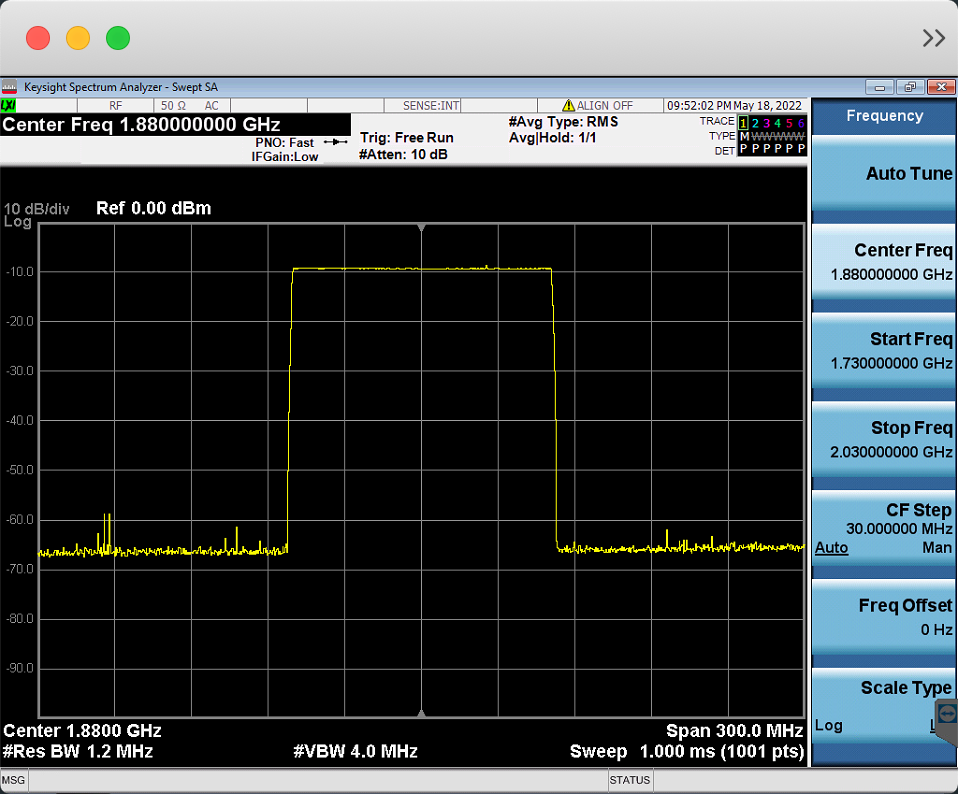 Keysight Spectrum Analyzer - Swept SA
LXI RF 50 Ω AC SENSE:INT ALIGN OFF 09:52:02 PM May 18, 2022
Center Freq 1.880000000 GHz
PNO: Fast
IFGain:Low
Trig: Free Run
#Atten: 10 dB
#Avg Type: RMS
Avg|Hold: 1/1
TRACE 1 2 3 4 5 6
TYPE M W W W W W
DET P P P P P P
10 dB/div
Log
Ref 0.00 dBm
-10.0
-20.0
-30.0
-40.0
-50.0
-60.0
-70.0
-80.0
-90.0
Center 1.8800 GHz
Span 300.0 MHz
#Res BW 1.2 MHz
#VBW 4.0 MHz
Sweep 1.000 ms (1001 pts)
MSG
STATUS
Frequency
Auto Tune
Center Freq
1.880000000 GHz
Start Freq
1.730000000 GHz
Stop Freq
2.030000000 GHz
CF Step
30.000000 MHz
Auto Man
Freq Offset
0 Hz
Scale Type
Log